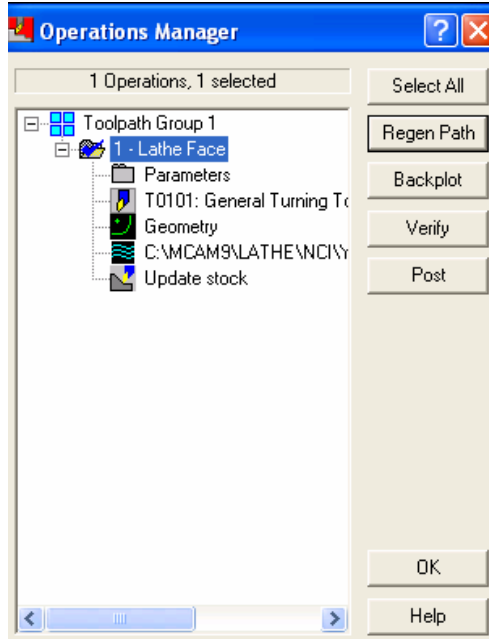 Operations Manager
1 Operations, 1 selected
Select All
Toolpath Group 1
Regen Path
1 - Lathe Face
Parameters
Backplot
T0101: General Turning To
Geometry
Verify
C:\MCAM9\LATHE\NCI\Y
Update stock
Post
OK
Help